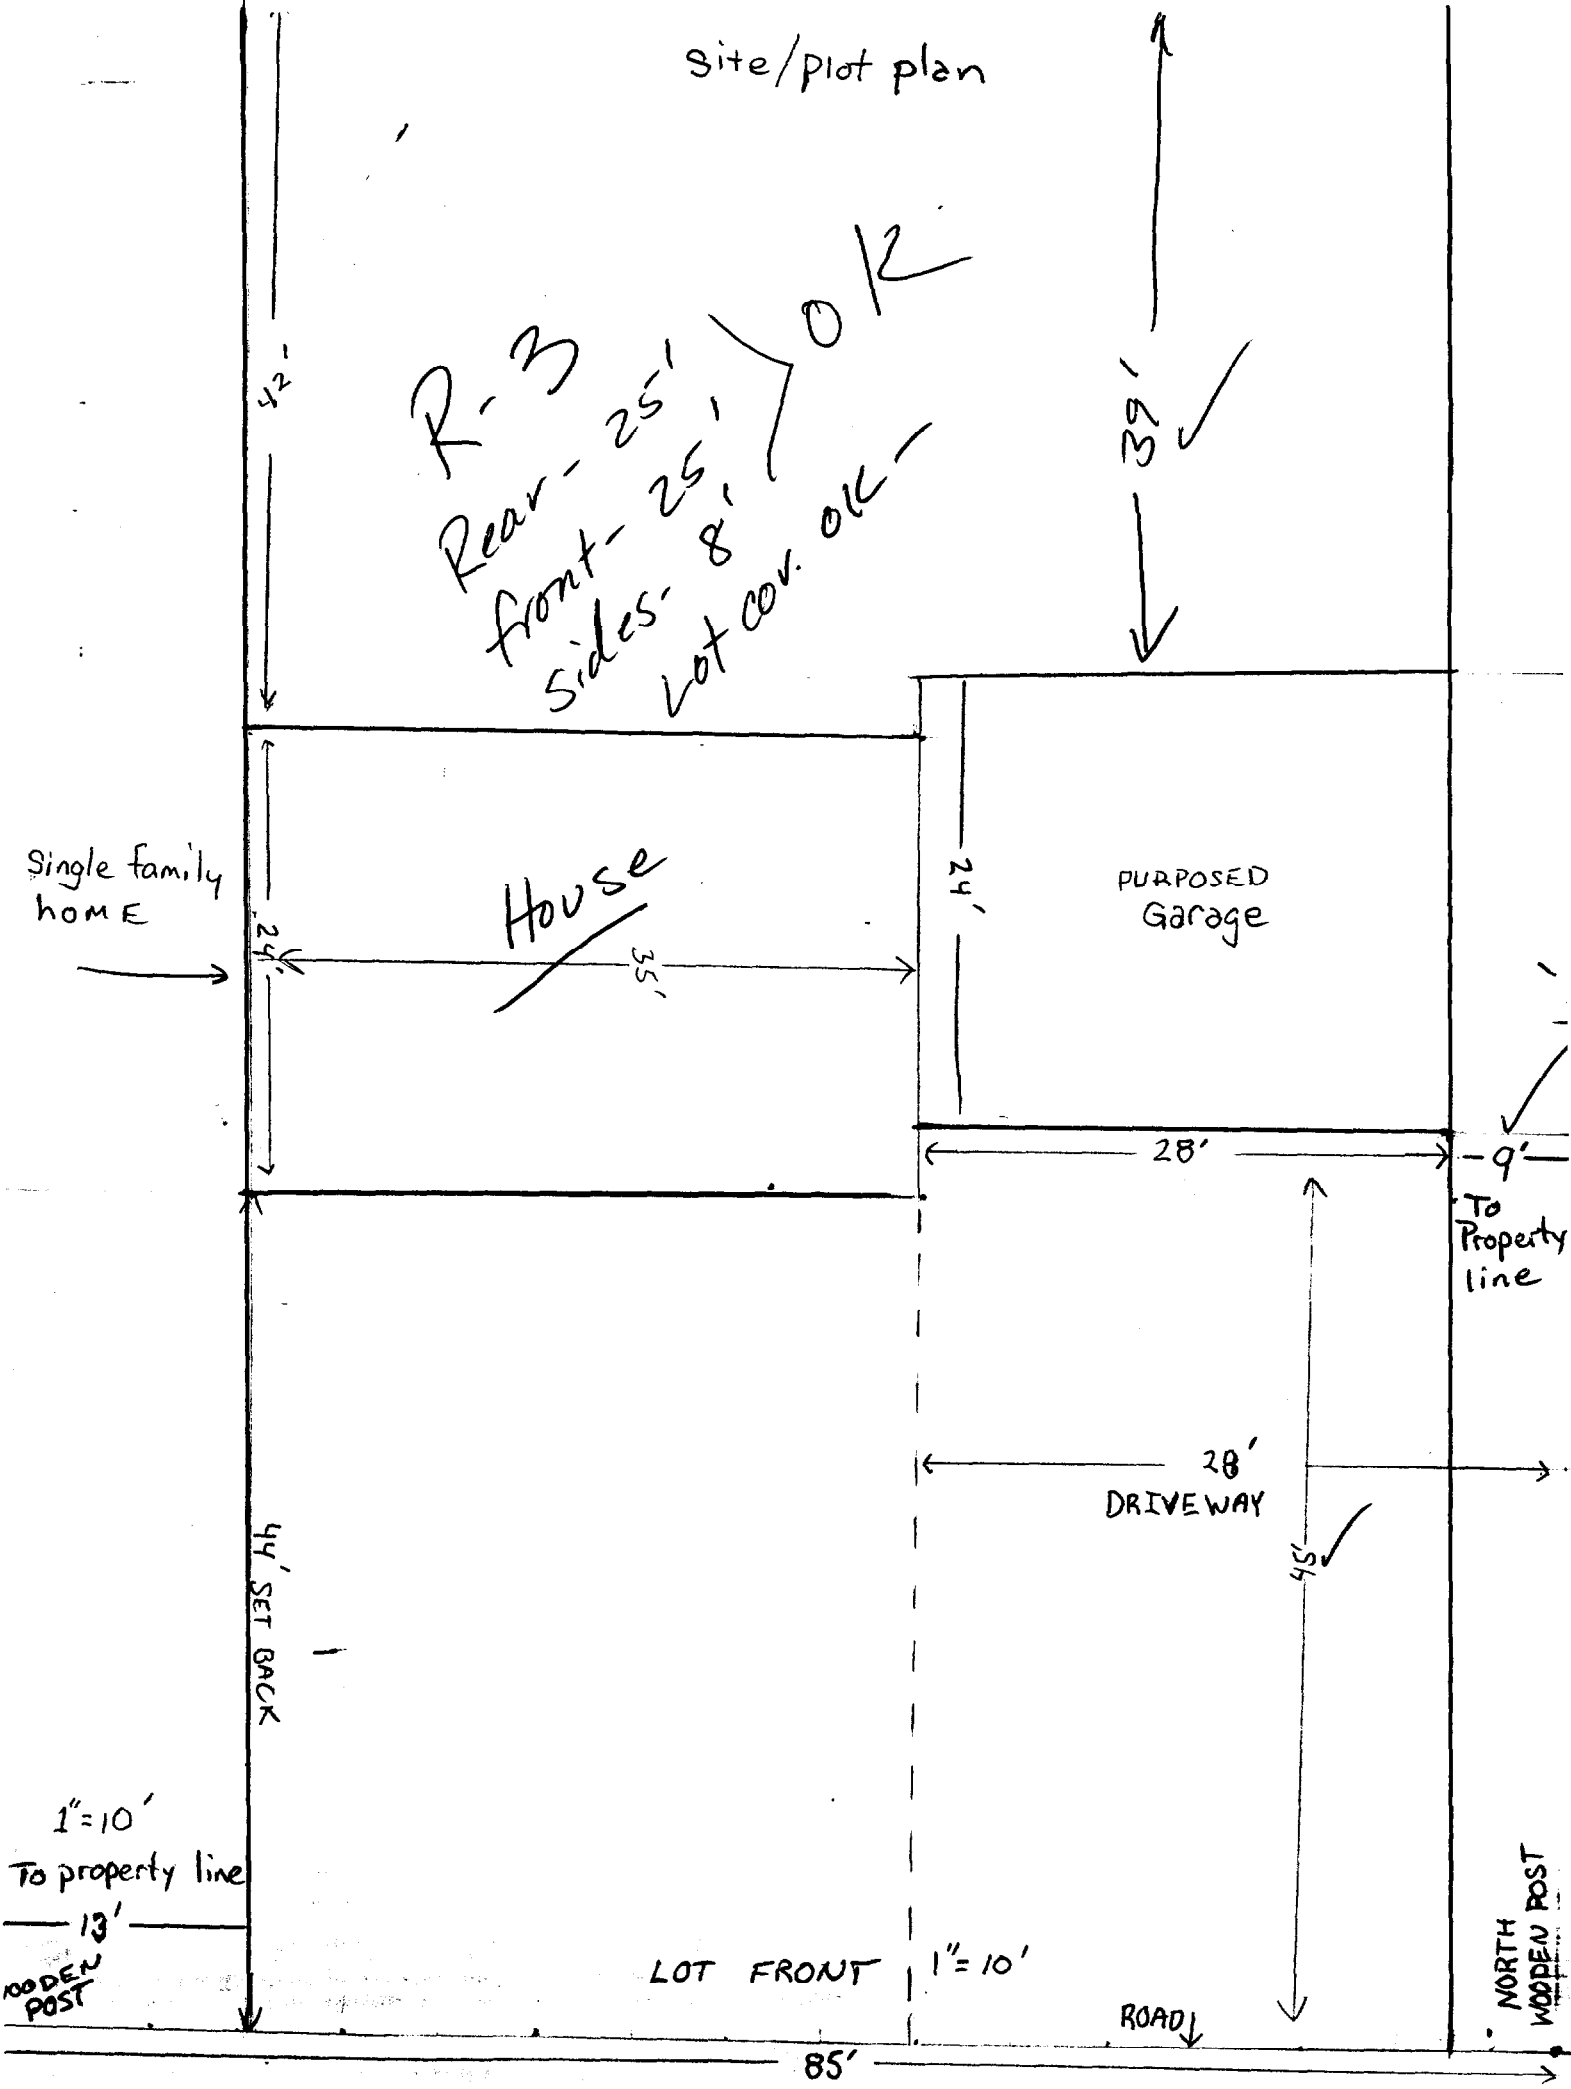 site/plot plan
42'
39'
R-3
Rear- 25'
front- 25'
sides- 8'
OK
Lot cov. OK-
Single family
hoME
24'
House
35'
24'
PURPOSED
Garage
28'
9'
To
Property
line
28'
DRIVEWAY
45'
44' SET BACK
1"=10'
To property line
13'
POST
LOT FRONT
1"=10'
ROAD
NORTH
WOODEN POST
85'